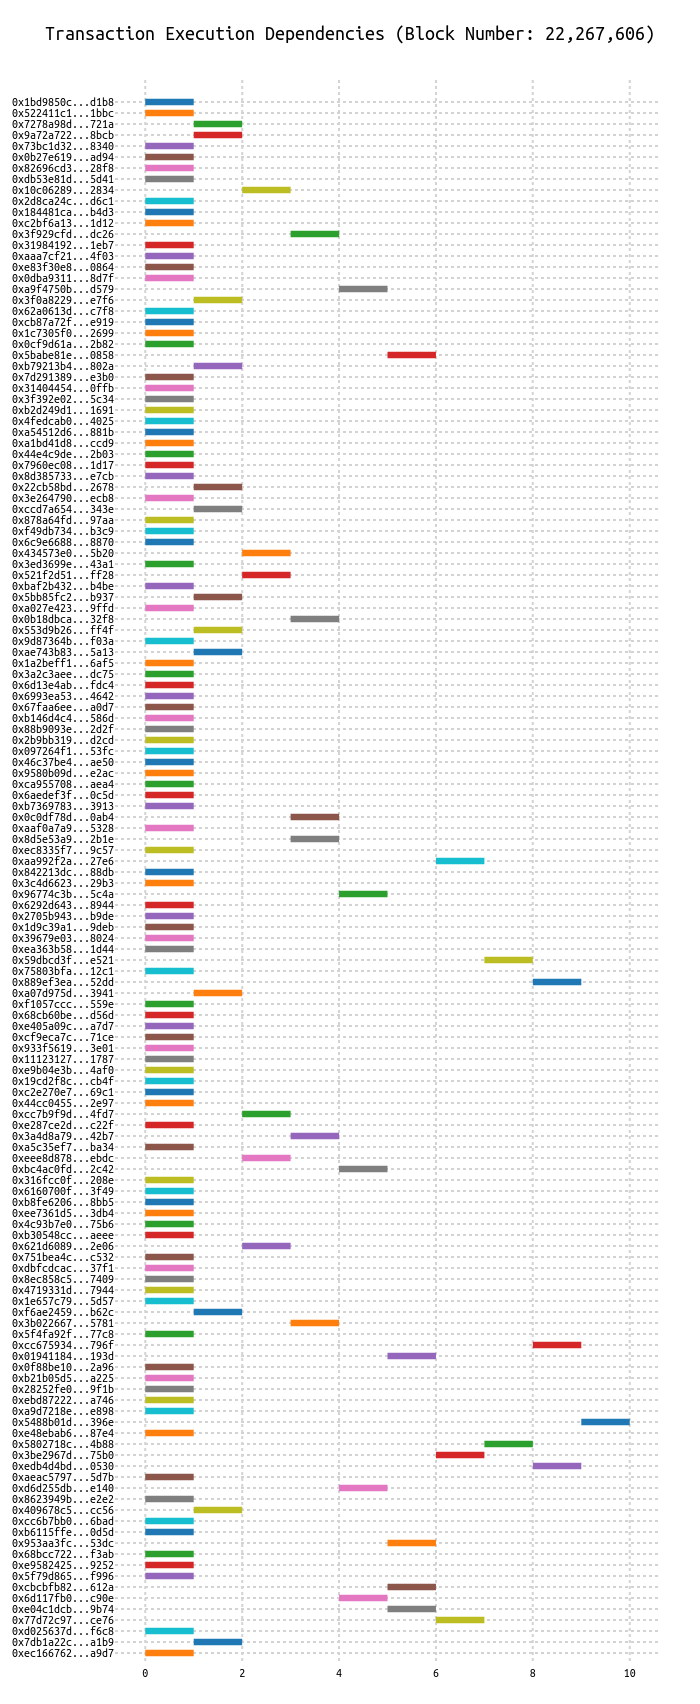 Transaction Execution Dependencies (Block Number: 22,267,606)
0x1bd9850c...d1b8
0x522411c1...1bbc
0x7278a98d...721a
0x9a72a722...8bcb
0x73bc1d32...8340
0x0b27e619...ad94
0x82696cd3...28f8
0xdb53e81d...5d41
0x10c06289...2834
0x2d8ca24c...d6c1
0x184481ca...b4d3
0xc2bf6a13...1d12
0x3f929cfd...dc26
0x31984192...1eb7
0xaaa7cf21...4f03
0xe83f30e8...0864
0x0dba9311...8d7f
0xa9f4750b...d579
0x3f0a8229...e7f6
0x62a0613d...c7f8
0xcb87a72f...e919
0x1c7305f0...2699
0x0cf9d61a...2b82
0x5babe81e...0858
0xb79213b4...802a
0x7d291389...e3b0
0x31404454...0ffb
0x3f392e02...5c34
0xb2d249d1...1691
0x4fedcab0...4025
0xa54512d6...881b
0xa1bd41d8...ccd9
0x44e4c9de...2b03
0x7960ec08...1d17
0x8d385733...e7cb
0x22cb58bd...2678
0x3e264790...ecb8
0xccd7a654...343e
0x878a64fd...97aa
0xf49db734...b3c9
0x6c9e6688...8870
0x434573e0...5b20
0x3ed3699e...43a1
0x521f2d51...ff28
0xbaf2b432...b4be
0x5bb85fc2...b937
0xa027e423...9ffd
0x0b18dbca...32f8
0x553d9b26...ff4f
0x9d87364b...f03a
0xae743b83...5a13
0x1a2beff1...6af5
0x3a2c3aee...dc75
0x6d13e4ab...fdc4
0x6993ea53...4642
0x67faa6ee...a0d7
0xb146d4c4...586d
0x88b9093e...2d2f
0x2b9bb319...d2cd
0x097264f1...53fc
0x46c37be4...ae50
0x9580b09d...e2ac
0xca955708...aea4
0x6aedef3f...0c5d
0xb7369783...3913
0x0c0df78d...0ab4
0xaaf0a7a9...5328
0x8d5e53a9...2b1e
0xec8335f7...9c57
0xaa992f2a...27e6
0x842213dc...88db
0x3c4d6623...29b3
0x96774c3b...5c4a
0x6292d643...8944
0x2705b943...b9de
0x1d9c39a1...9deb
0x39679e03...8024
0xea363b58...1d44
0x59dbcd3f...e521
0x75803bfa...12c1
0x889ef3ea...52dd
0xa07d975d...3941
0xf1057ccc...559e
0x68cb60be...d56d
0xe405a09c...a7d7
0xcf9eca7c...71ce
0x933f5619...3e01
0x11123127...1787
0xe9b04e3b...4af0
0x19cd2f8c...cb4f
0xc2e270e7...69c1
0x44cc0455...2e97
0xcc7b9f9d...4fd7
0xe287ce2d...c22f
0x3a4d8a79...42b7
0xa5c35ef7...ba34
0xeee8d878...ebdc
0xbc4ac0fd...2c42
0x316fcc0f...208e
0x6160700f...3f49
0xb8fe6206...8bb5
0xee7361d5...3db4
0x4c93b7e0...75b6
0xb30548cc...aeee
0x621d6089...2e06
0x751bea4c...c532
0xdbfcdcac...37f1
0x8ec858c5...7409
0x4719331d...7944
0x1e657c79...5d57
0xf6ae2459...b62c
0x3b022667...5781
0x5f4fa92f...77c8
0xcc675934...796f
0x01941184...193d
0x0f88be10...2a96
0xb21b05d5...a225
0x28252fe0...9f1b
0xebd87222...a746
0xa9d7218e...e898
0x5488b01d...396e
0xe48ebab6...87e4
0x5802718c...4b88
0x3be2967d...75b0
0xedb4d4bd...0530
0xaeac5797...5d7b
0xd6d255db...e140
0x8623949b...e2e2
0x409678c5...cc56
0xcc6b7bb0...6bad
0xb6115ffe...0d5d
0x953aa3fc...53dc
0x68bcc722...f3ab
0xe9582425...9252
0x5f79d865...f996
0xcbcbfb82...612a
0x6d117fb0...c90e
0xe04c1dcb...9b74
0x77d72c97...ce76
0xd025637d...f6c8
0x7db1a22c...a1b9
0xec166762...a9d7
0 2 4 6 8 10